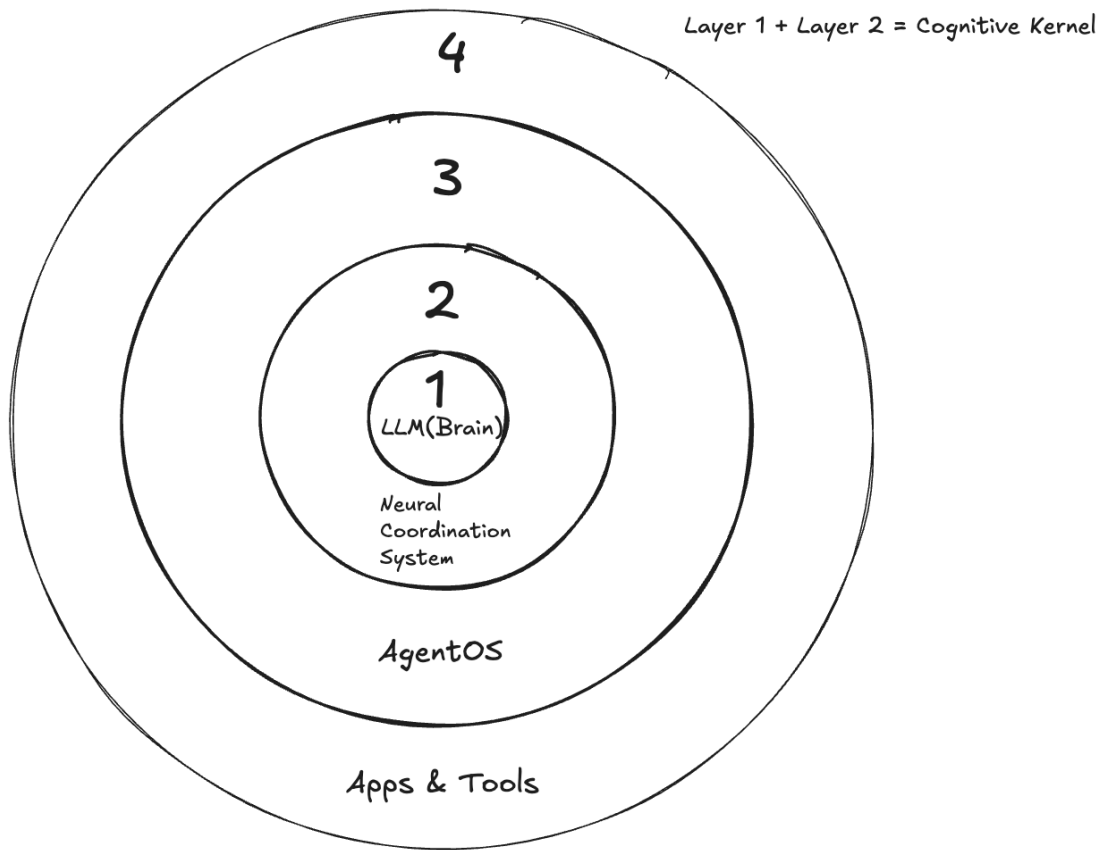 Layer 1 + Layer 2 = Cognitive Kernel
4
3
2
1
LLM(Brain)
Neural
Coordination
System
AgentOS
Apps & Tools